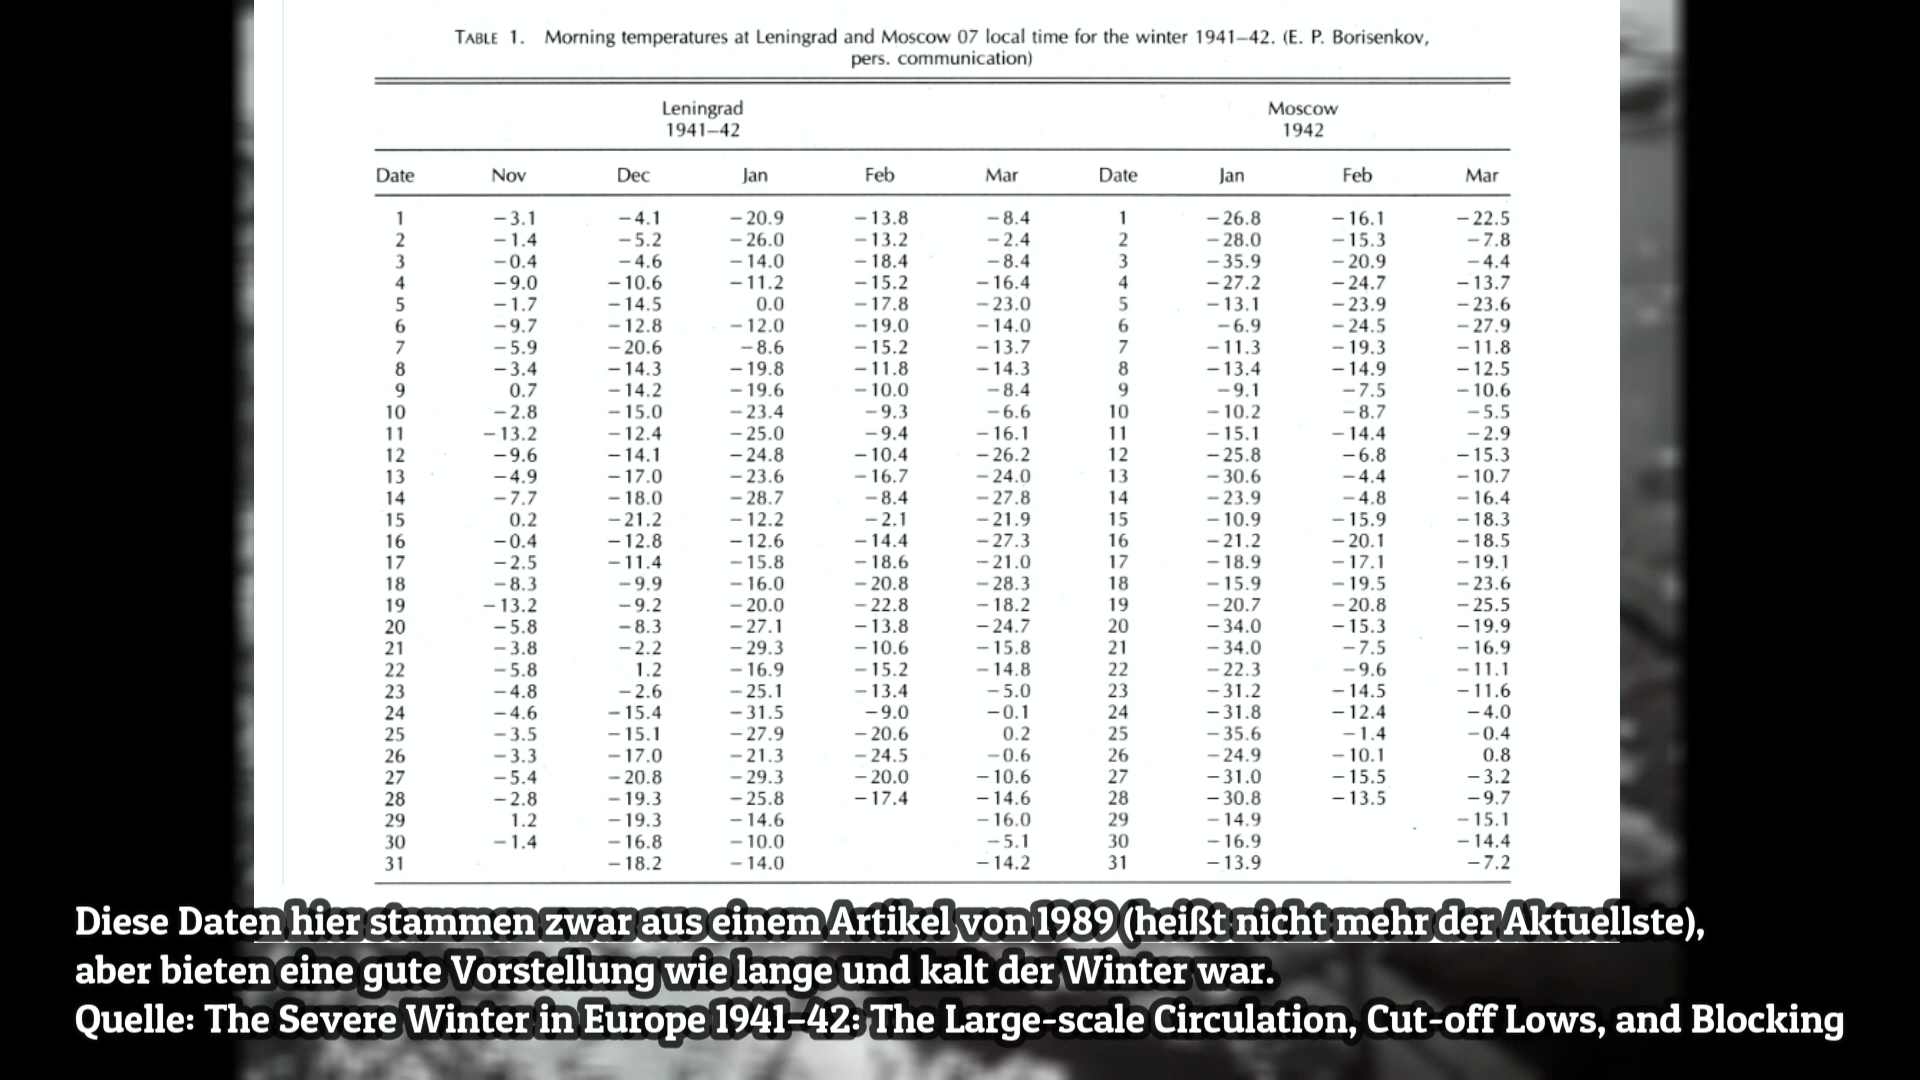 TABLE 1. Morning temperatures at Leningrad and Moscow 07 local time for the winter 1941–42. (E. P. Borisenkov,
pers. communication)
Leningrad Moscow
1941–42 1942
Date Nov Dec Jan Feb Mar Date Jan Feb Mar
1 −3.1 −4.1 −20.9 −13.8 −8.4 1 −26.8 −16.1 −22.5
2 −1.4 −5.2 −26.0 −13.2 −2.4 2 −28.0 −15.3 −7.8
3 −0.4 −4.6 −14.0 −18.4 −8.4 3 −35.9 −20.9 −4.4
4 −9.0 −10.6 −11.2 −15.2 −16.4 4 −27.2 −24.7 −13.7
5 −1.7 −14.5 0.0 −17.8 −23.0 5 −13.1 −23.9 −23.6
6 −9.7 −12.8 −12.0 −19.0 −14.0 6 −6.9 −24.5 −27.9
7 −5.9 −20.6 −8.6 −15.2 −13.7 7 −11.3 −19.3 −11.8
8 −3.4 −14.3 −19.8 −11.8 −14.3 8 −13.4 −14.9 −12.5
9 0.7 −14.2 −19.6 −10.0 −8.4 9 −9.1 −7.5 −10.6
10 −2.8 −15.0 −23.4 −9.3 −6.6 10 −10.2 −8.7 −5.5
11 −13.2 −12.4 −25.0 −9.4 −16.1 11 −15.1 −14.4 −2.9
12 −9.6 −14.1 −24.8 −10.4 −26.2 12 −25.8 −6.8 −15.3
13 −4.9 −17.0 −23.6 −16.7 −24.0 13 −30.6 −4.4 −10.7
14 −7.7 −18.0 −28.7 −8.4 −27.8 14 −23.9 −4.8 −16.4
15 0.2 −21.2 −12.2 −2.1 −21.9 15 −10.9 −15.9 −18.3
16 −0.4 −12.8 −12.6 −14.4 −27.3 16 −21.2 −20.1 −18.5
17 −2.5 −11.4 −15.8 −18.6 −21.0 17 −18.9 −17.1 −19.1
18 −8.3 −9.9 −16.0 −20.8 −28.3 18 −15.9 −19.5 −23.6
19 −13.2 −9.2 −20.0 −22.8 −18.2 19 −20.7 −20.8 −25.5
20 −5.8 −8.3 −27.1 −13.8 −24.7 20 −34.0 −15.3 −19.9
21 −3.8 −2.2 −29.3 −10.6 −15.8 21 −34.0 −7.5 −16.9
22 −5.8 1.2 −16.9 −15.2 −14.8 22 −22.3 −9.6 −11.1
23 −4.8 −2.6 −25.1 −13.4 −5.0 23 −31.2 −14.5 −11.6
24 −4.6 −15.4 −31.5 −9.0 −0.1 24 −31.8 −12.4 −4.0
25 −3.5 −15.1 −27.9 −20.6 0.2 25 −35.6 −1.4 −0.4
26 −3.3 −17.0 −21.3 −24.5 −0.6 26 −24.9 −10.1 0.8
27 −5.4 −20.8 −29.3 −20.0 −10.6 27 −31.0 −15.5 −3.2
28 −2.8 −19.3 −25.8 −17.4 −14.6 28 −30.8 −13.5 −9.7
29 1.2 −19.3 −14.6 −16.0 29 −14.9 −15.1
30 −1.4 −16.8 −10.0 −5.1 30 −16.9 −14.4
31 −18.2 −14.0 −14.2 31 −13.9 −7.2
Diese Daten hier stammen zwar aus einem Artikel von 1989 (heißt nicht mehr der Aktuellste),
aber bieten eine gute Vorstellung wie lange und kalt der Winter war.
Quelle: The Severe Winter in Europe 1941–42: The Large-scale Circulation, Cut-off Lows, and Blocking